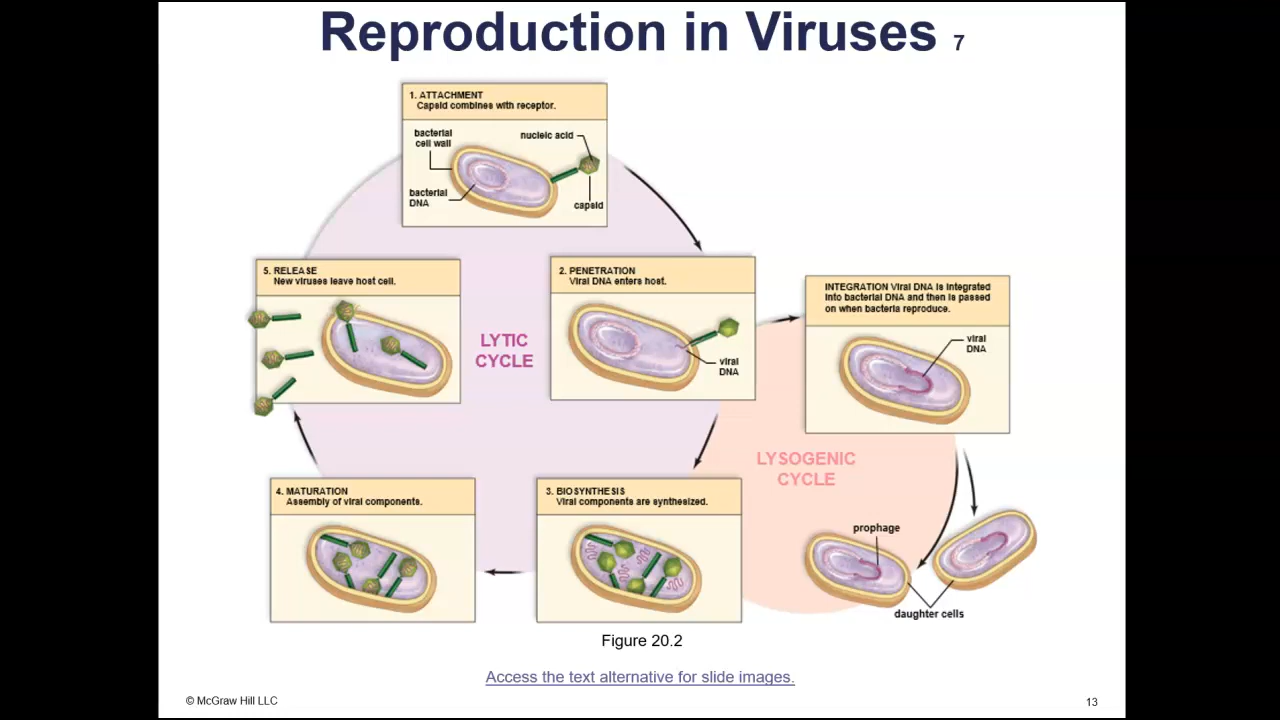 Reproduction in Viruses 7
1. ATTACHMENT
Capsid combines with receptor.
bacterial
cell wall
nucleic acid
bacterial
DNA
capsid
5. RELEASE
New viruses leave host cell.
2. PENETRATION
Viral DNA enters host.
viral
DNA
INTEGRATION Viral DNA is integrated
into bacterial DNA and then is passed
on when bacteria reproduce.
viral
DNA
LYTIC
CYCLE
LYSOGENIC
CYCLE
4. MATURATION
Assembly of viral components.
3. BIOSYNTHESIS
Viral components are synthesized.
prophage
daughter cells
Figure 20.2
Access the text alternative for slide images.
© McGraw Hill LLC
13